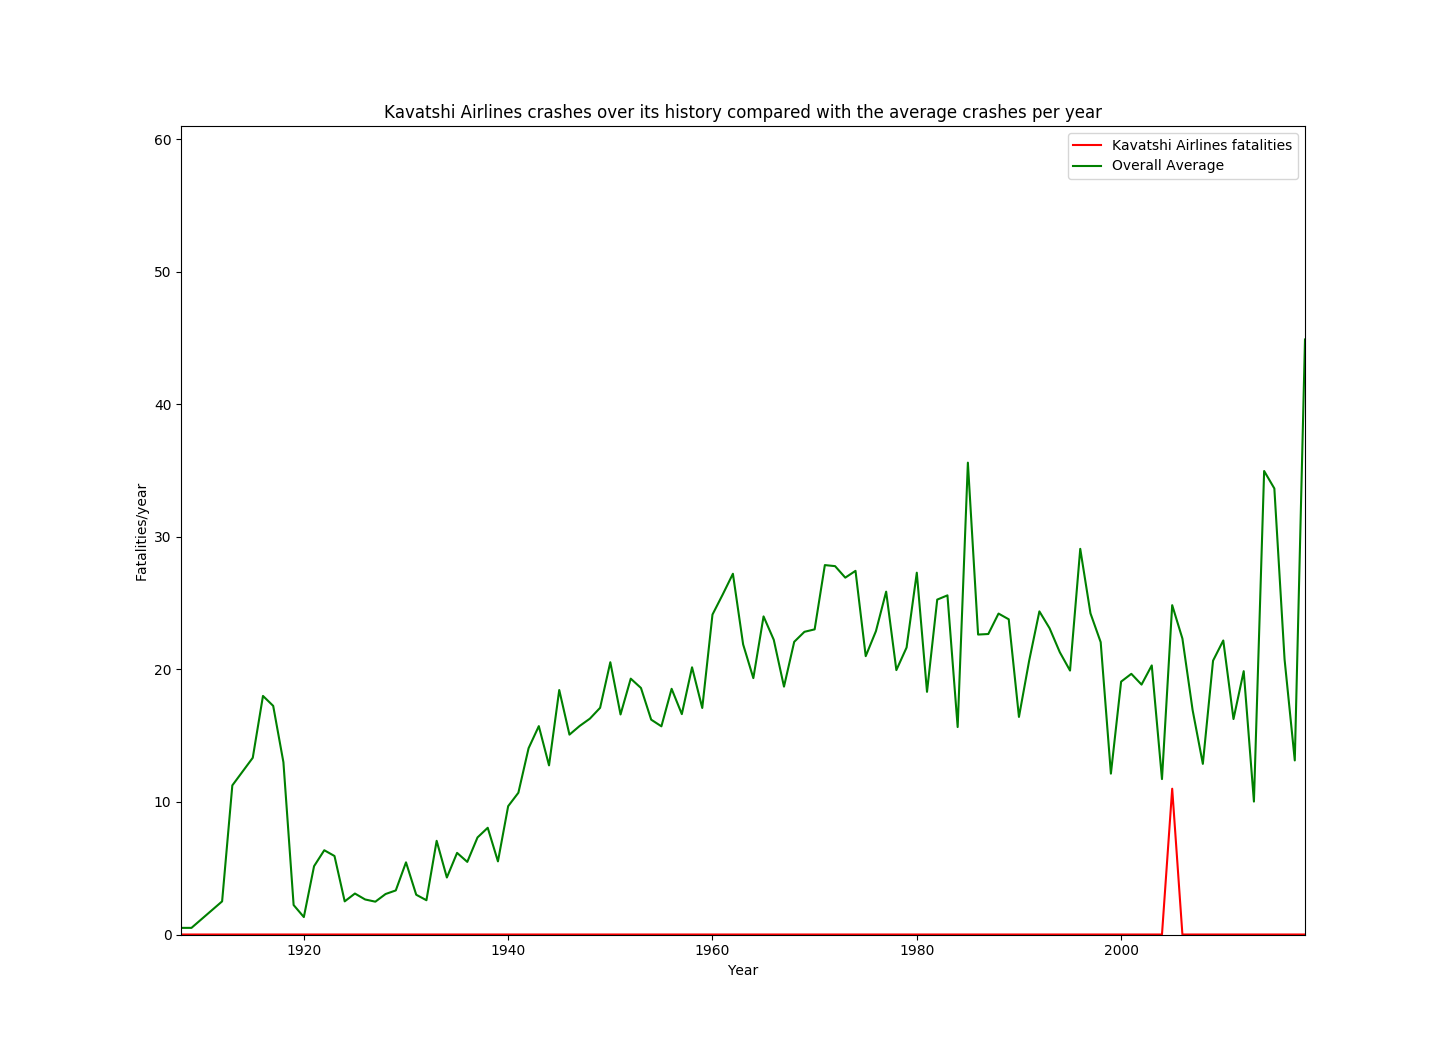 Kavatshi Airlines crashes over its history compared with the average crashes per year
Kavatshi Airlines fatalities
Overall Average
60
50
40
30
20
10
0
Fatalities/year
1920
1940
1960
1980
2000
Year